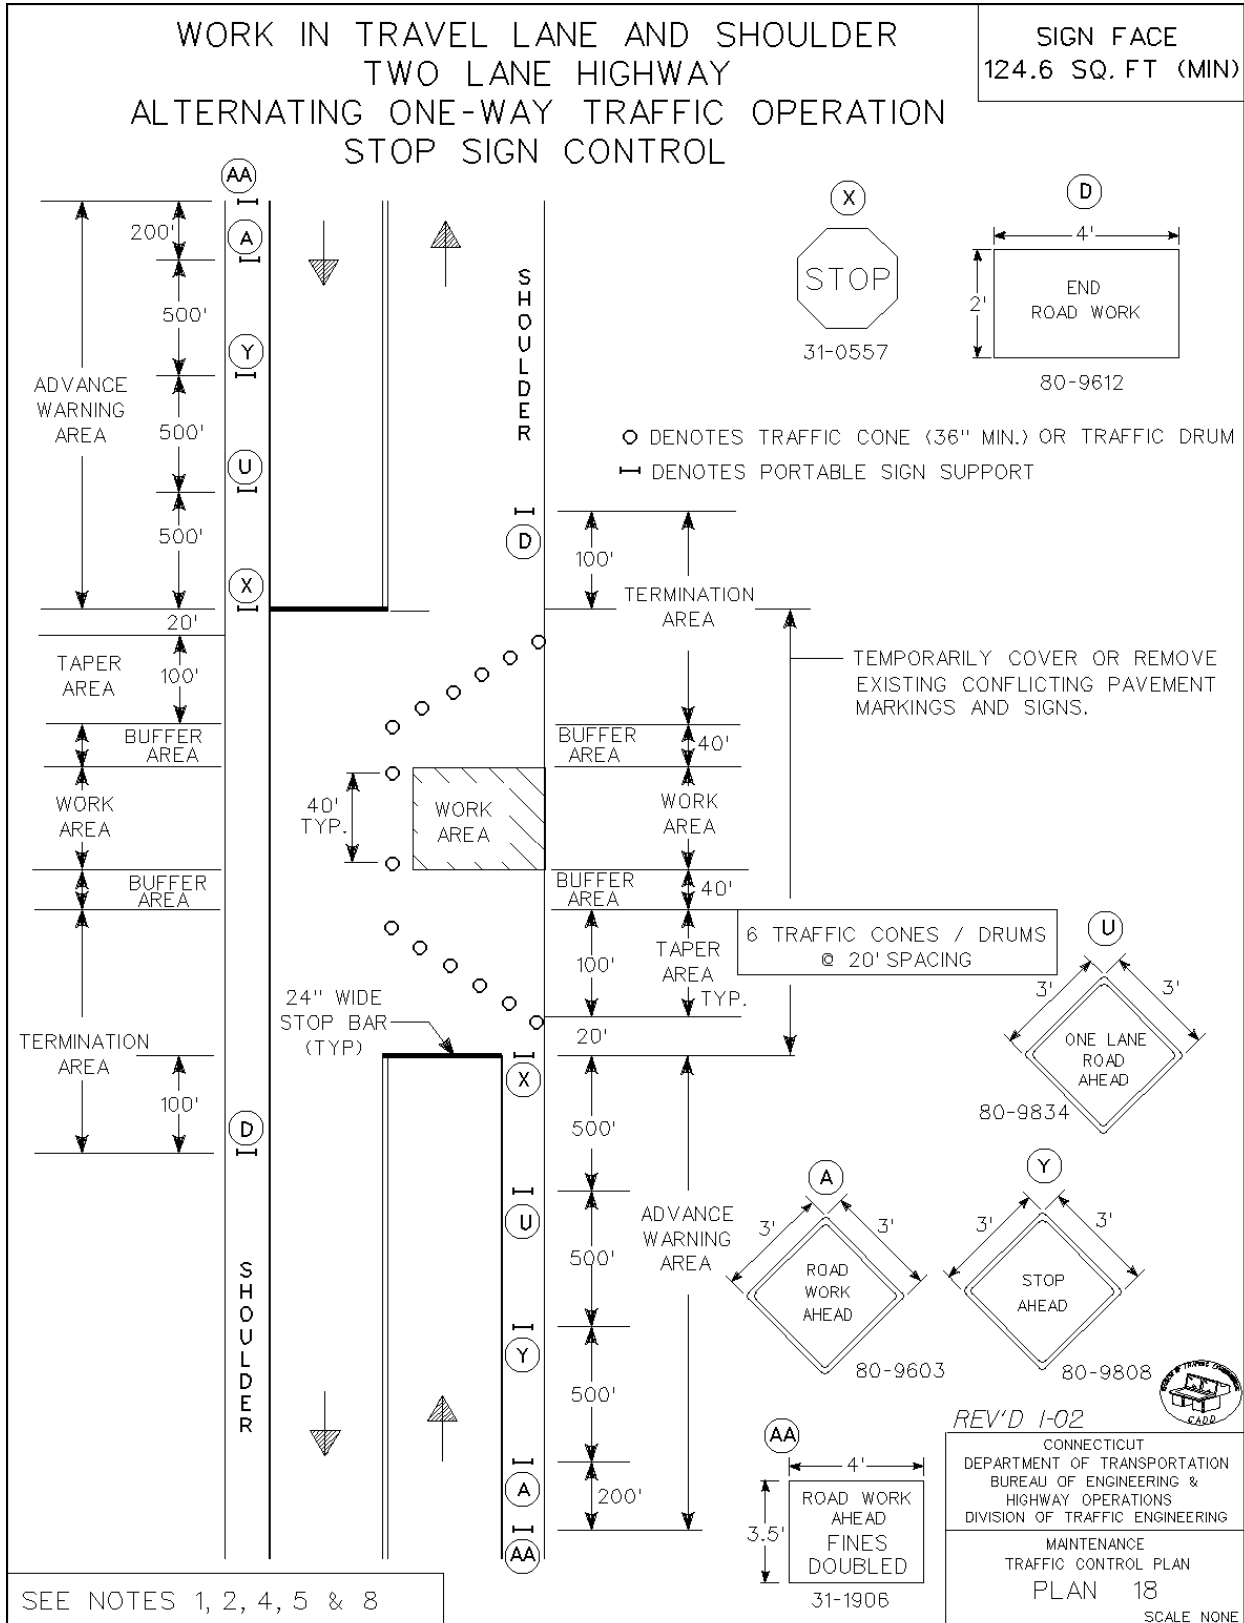 WORK IN TRAVEL LANE AND SHOULDER
TWO LANE HIGHWAY
ALTERNATING ONE-WAY TRAFFIC OPERATION
STOP SIGN CONTROL
SIGN FACE
124.6 SQ. FT (MIN)
AA
200'
A
500'
Y
500'
U
500'
X
20'
ADVANCE
WARNING
AREA
TAPER
AREA
100'
BUFFER
AREA
WORK
AREA
BUFFER
AREA
TERMINATION
AREA
100'
D
SHOULDER
SHOULDER
X
STOP
31-0557
D
4'
2'
END
ROAD WORK
80-9612
DENOTES TRAFFIC CONE (36" MIN.) OR TRAFFIC DRUM
DENOTES PORTABLE SIGN SUPPORT
D
100'
TERMINATION
AREA
TEMPORARILY COVER OR REMOVE
EXISTING CONFLICTING PAVEMENT
MARKINGS AND SIGNS.
BUFFER
AREA
40'
40'
TYP.
WORK
AREA
WORK
AREA
BUFFER
AREA
40'
6 TRAFFIC CONES / DRUMS
@ 20' SPACING
100'
TAPER
AREA
TYP.
24" WIDE
STOP BAR
(TYP)
20'
X
500'
U
500'
Y
500'
A
200'
AA
ADVANCE
WARNING
AREA
U
3'
3'
ONE LANE
ROAD
AHEAD
80-9834
A
3'
3'
ROAD
WORK
AHEAD
80-9603
Y
3'
3'
STOP
AHEAD
80-9808
AA
4'
3.5'
ROAD WORK
AHEAD
FINES
DOUBLED
31-1906
CADD
REV'D 1-02
CONNECTICUT
DEPARTMENT OF TRANSPORTATION
BUREAU OF ENGINEERING &
HIGHWAY OPERATIONS
DIVISION OF TRAFFIC ENGINEERING
MAINTENANCE
TRAFFIC CONTROL PLAN
PLAN 18
SCALE NONE
SEE NOTES 1, 2, 4, 5 & 8